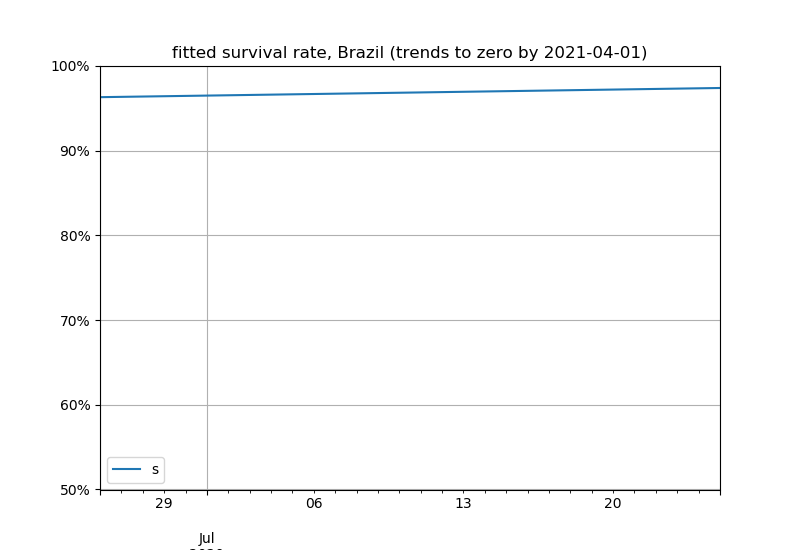 fitted survival rate, Brazil (trends to zero by 2021-04-01)
100%
90%
80%
70%
60%
50%
s
29 06 13 20
Jul